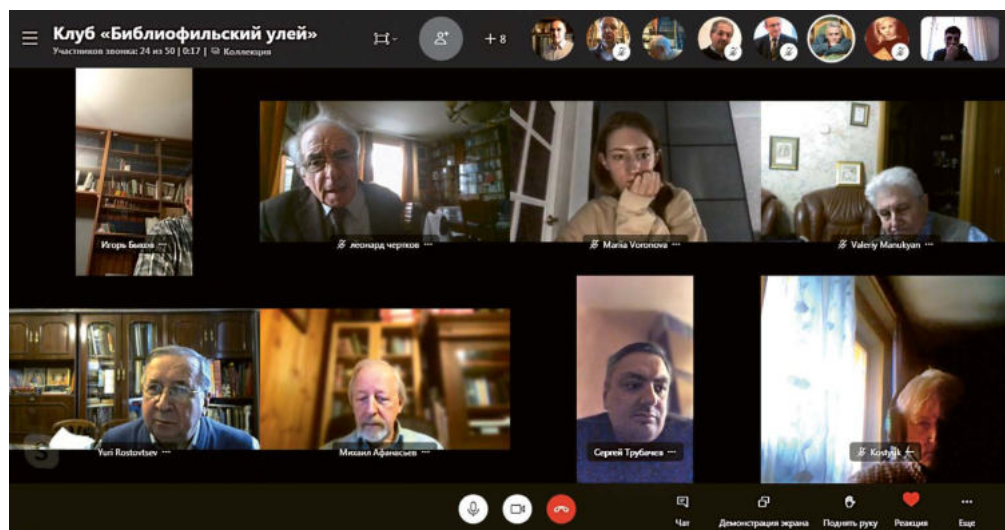 Клуб «Библиофильский улей»
Участников звонка: 24 из 50 | 0:17 | Коллекция
+ 8
Игорь Быков ···
леонард чертков ···
Mariia Voronova ···
Valeriy Manukyan ···
Yuri Rostovtsev ···
Михаил Афанасьев ···
Сергей Трубачев ···
Kostyuk
S
Чат
Демонстрация экрана
Поднять руку
Реакция
Еще